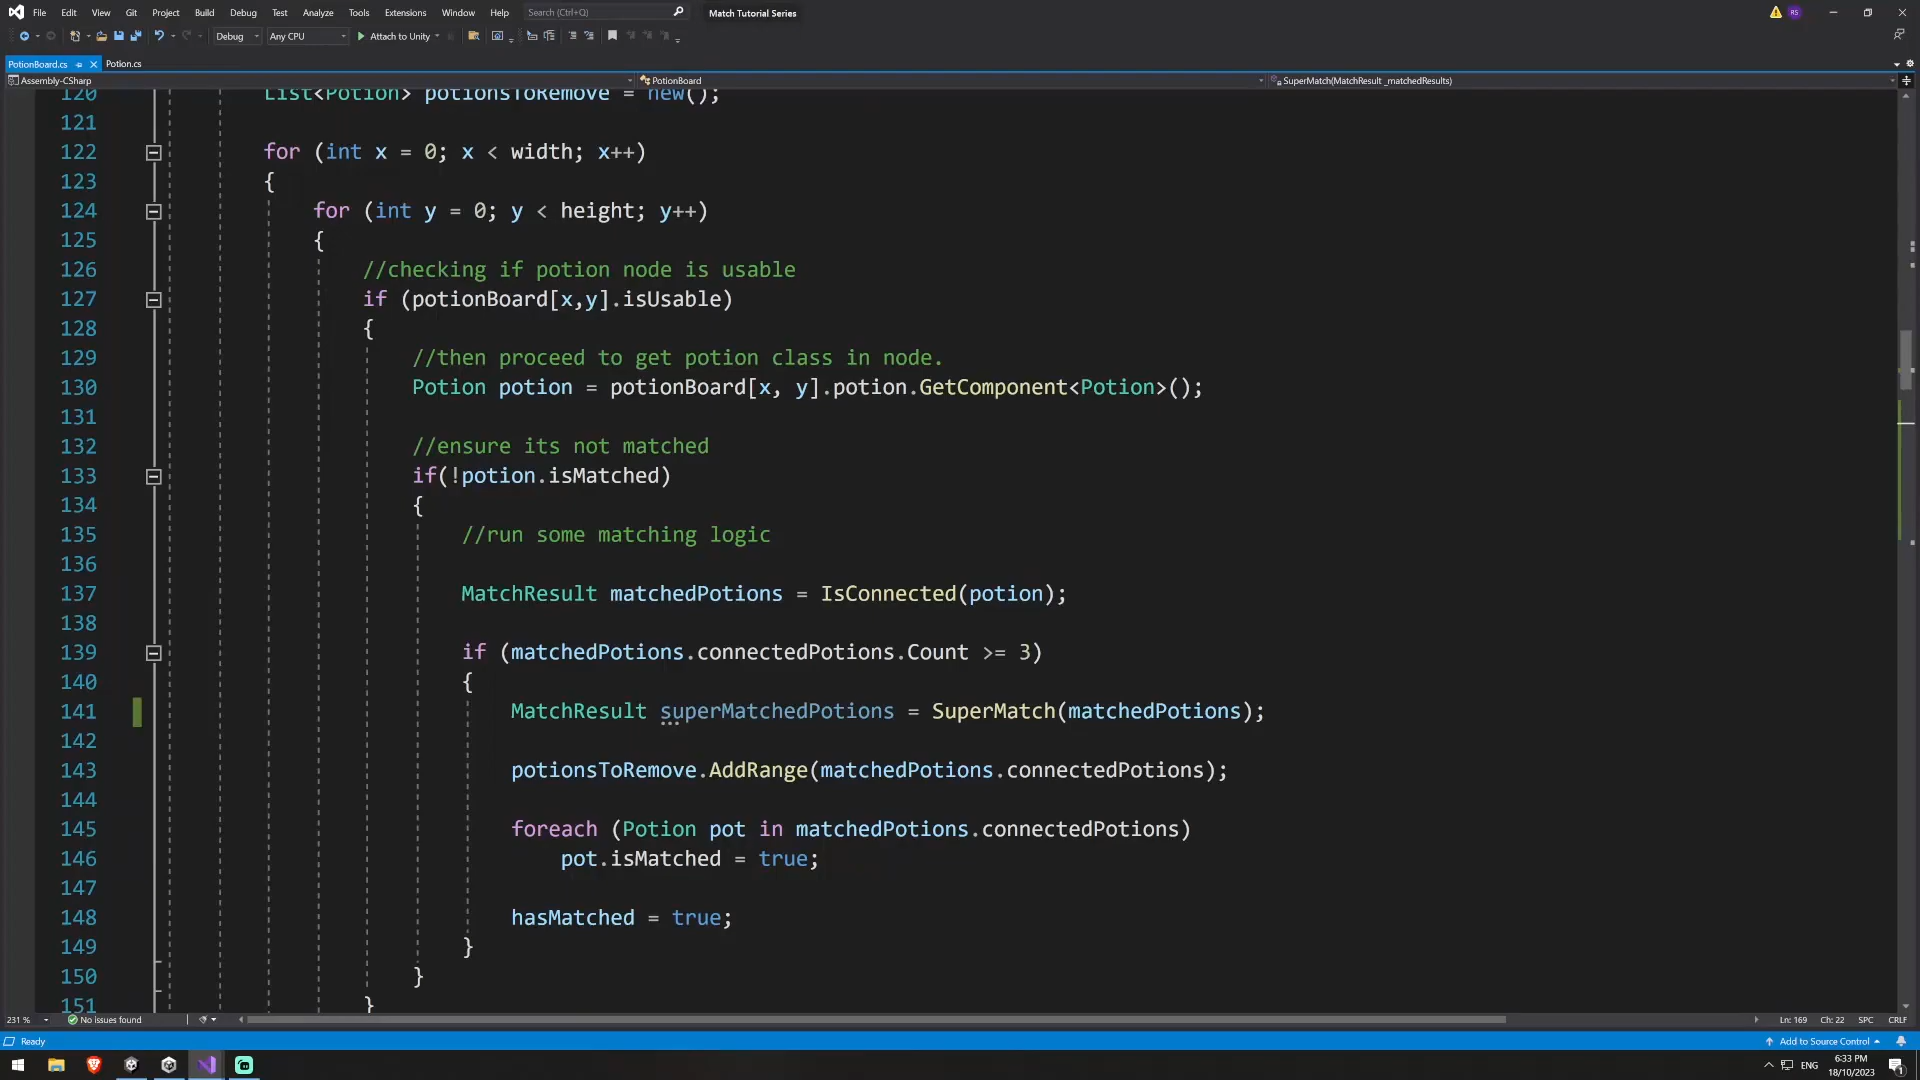 File Edit View Git Project Build Debug Test Analyze Tools Extensions Window Help Search (Ctrl+Q) Match Tutorial Series RS
Debug Any CPU Attach to Unity
PotionBoard.cs Potion.cs
Assembly-CSharp PotionBoard SuperMatch(MatchResult _matchedResults)
120 List<Potion> potionsToRemove = new();
121
122 for (int x = 0; x < width; x++)
123 {
124 for (int y = 0; y < height; y++)
125 {
126 //checking if potion node is usable
127 if (potionBoard[x,y].isUsable)
128 {
129 //then proceed to get potion class in node.
130 Potion potion = potionBoard[x, y].potion.GetComponent<Potion>();
131
132 //ensure its not matched
133 if(!potion.isMatched)
134 {
135 //run some matching logic
136
137 MatchResult matchedPotions = IsConnected(potion);
138
139 if (matchedPotions.connectedPotions.Count >= 3)
140 {
141 MatchResult superMatchedPotions = SuperMatch(matchedPotions);
142
143 potionsToRemove.AddRange(matchedPotions.connectedPotions);
144
145 foreach (Potion pot in matchedPotions.connectedPotions)
146 pot.isMatched = true;
147
148 hasMatched = true;
149 }
150 }
151 }
231 % No issues found Ln: 169 Ch: 22 SPC CRLF
Ready Add to Source Control
ENG 6:33 PM
18/10/2023 1